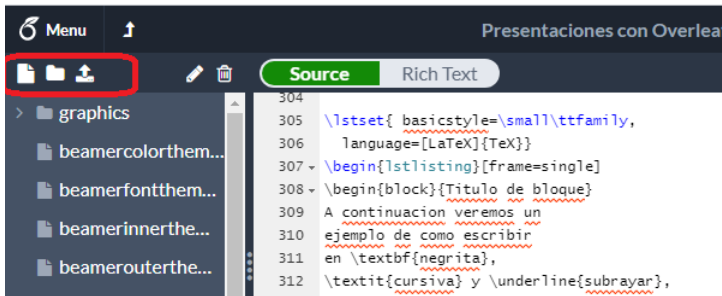 Menu
Presentaciones con Overlea
Source
Rich Text
graphics
beamercolorthem...
beamerfontthem...
beamerinnerthe...
beamerouterthe...
304
305 \lstset{ basicstyle=\small\ttfamily,
306 language=[LaTeX]{TeX}}
307 \begin{lstlisting}[frame=single]
308 \begin{block}{Titulo de bloque}
309 A continuacion veremos un
310 ejemplo de como escribir
311 en \textbf{negrita},
312 \textit{cursiva} y \underline{subrayar},